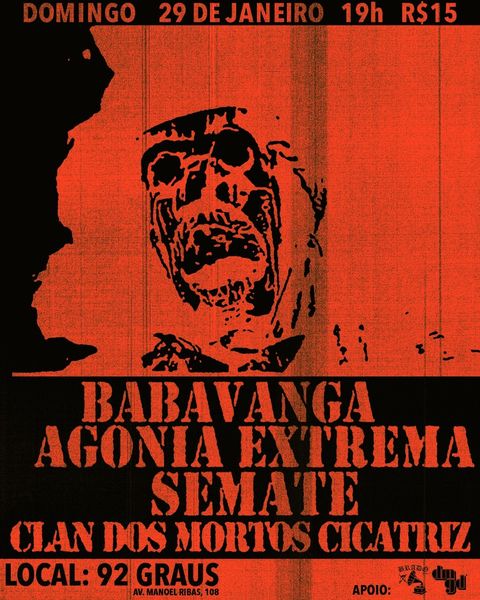 DOMINGO 29 DE JANEIRO 19h R$15
BABAVANGA
AGONIA EXTREMA
SEMATE
CLAN DOS MORTOS CICATRIZ
LOCAL: 92 GRAUS
AV. MANOEL RIBAS, 108
APOIO:
BRADO